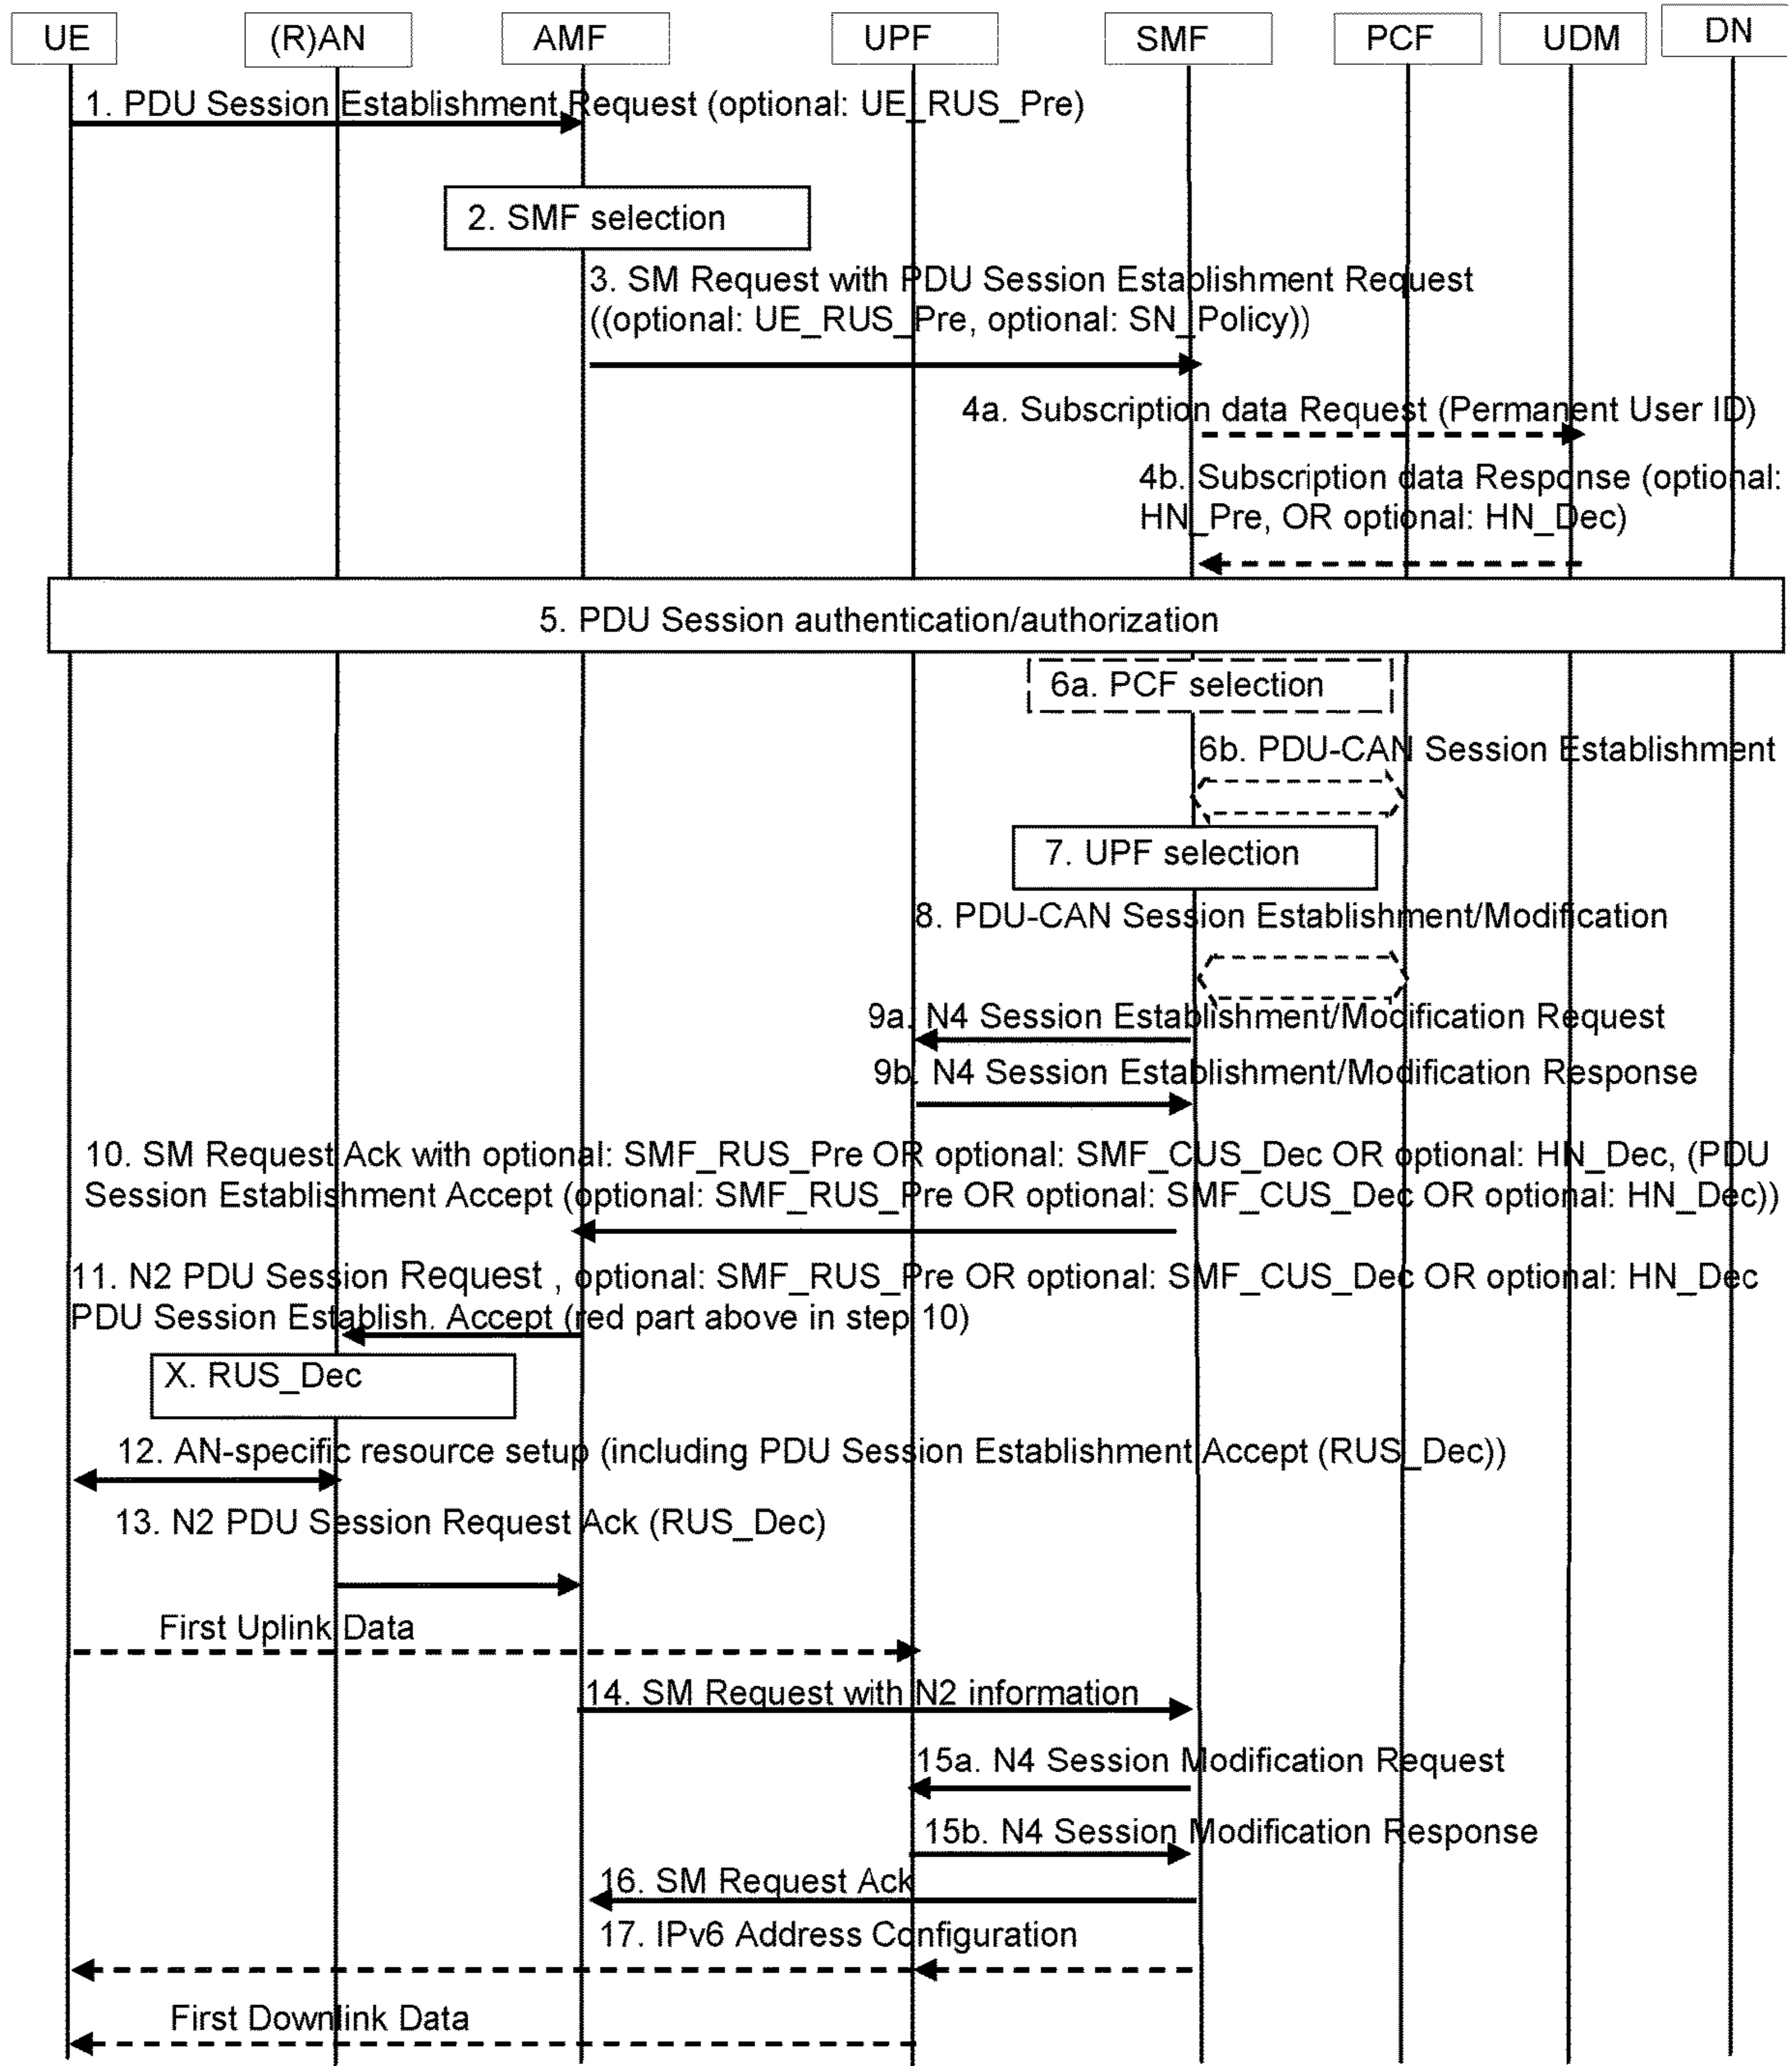 UE (R)AN AMF UPF SMF PCF UDM DN
1. PDU Session Establishment Request (optional: UE_RUS_Pre)
2. SMF selection
3. SM Request with PDU Session Establishment Request
((optional: UE_RUS_Pre, optional: SN_Policy))
4a. Subscription data Request (Permanent User ID)
4b. Subscription data Response (optional:
HN_Pre, OR optional: HN_Dec)
5. PDU Session authentication/authorization
6a. PCF selection
6b. PDU-CAN Session Establishment
7. UPF selection
8. PDU-CAN Session Establishment/Modification
9a. N4 Session Establishment/Modification Request
9b. N4 Session Establishment/Modification Response
10. SM Request Ack with optional: SMF_RUS_Pre OR optional: SMF_CUS_Dec OR optional: HN_Dec, (PDU
Session Establishment Accept (optional: SMF_RUS_Pre OR optional: SMF_CUS_Dec OR optional: HN_Dec))
11. N2 PDU Session Request , optional: SMF_RUS_Pre OR optional: SMF_CUS_Dec OR optional: HN_Dec
PDU Session Establish. Accept (red part above in step 10)
X. RUS_Dec
12. AN-specific resource setup (including PDU Session Establishment Accept (RUS_Dec))
13. N2 PDU Session Request Ack (RUS_Dec)
First Uplink Data
14. SM Request with N2 information
15a. N4 Session Modification Request
15b. N4 Session Modification Response
16. SM Request Ack
17. IPv6 Address Configuration
First Downlink Data